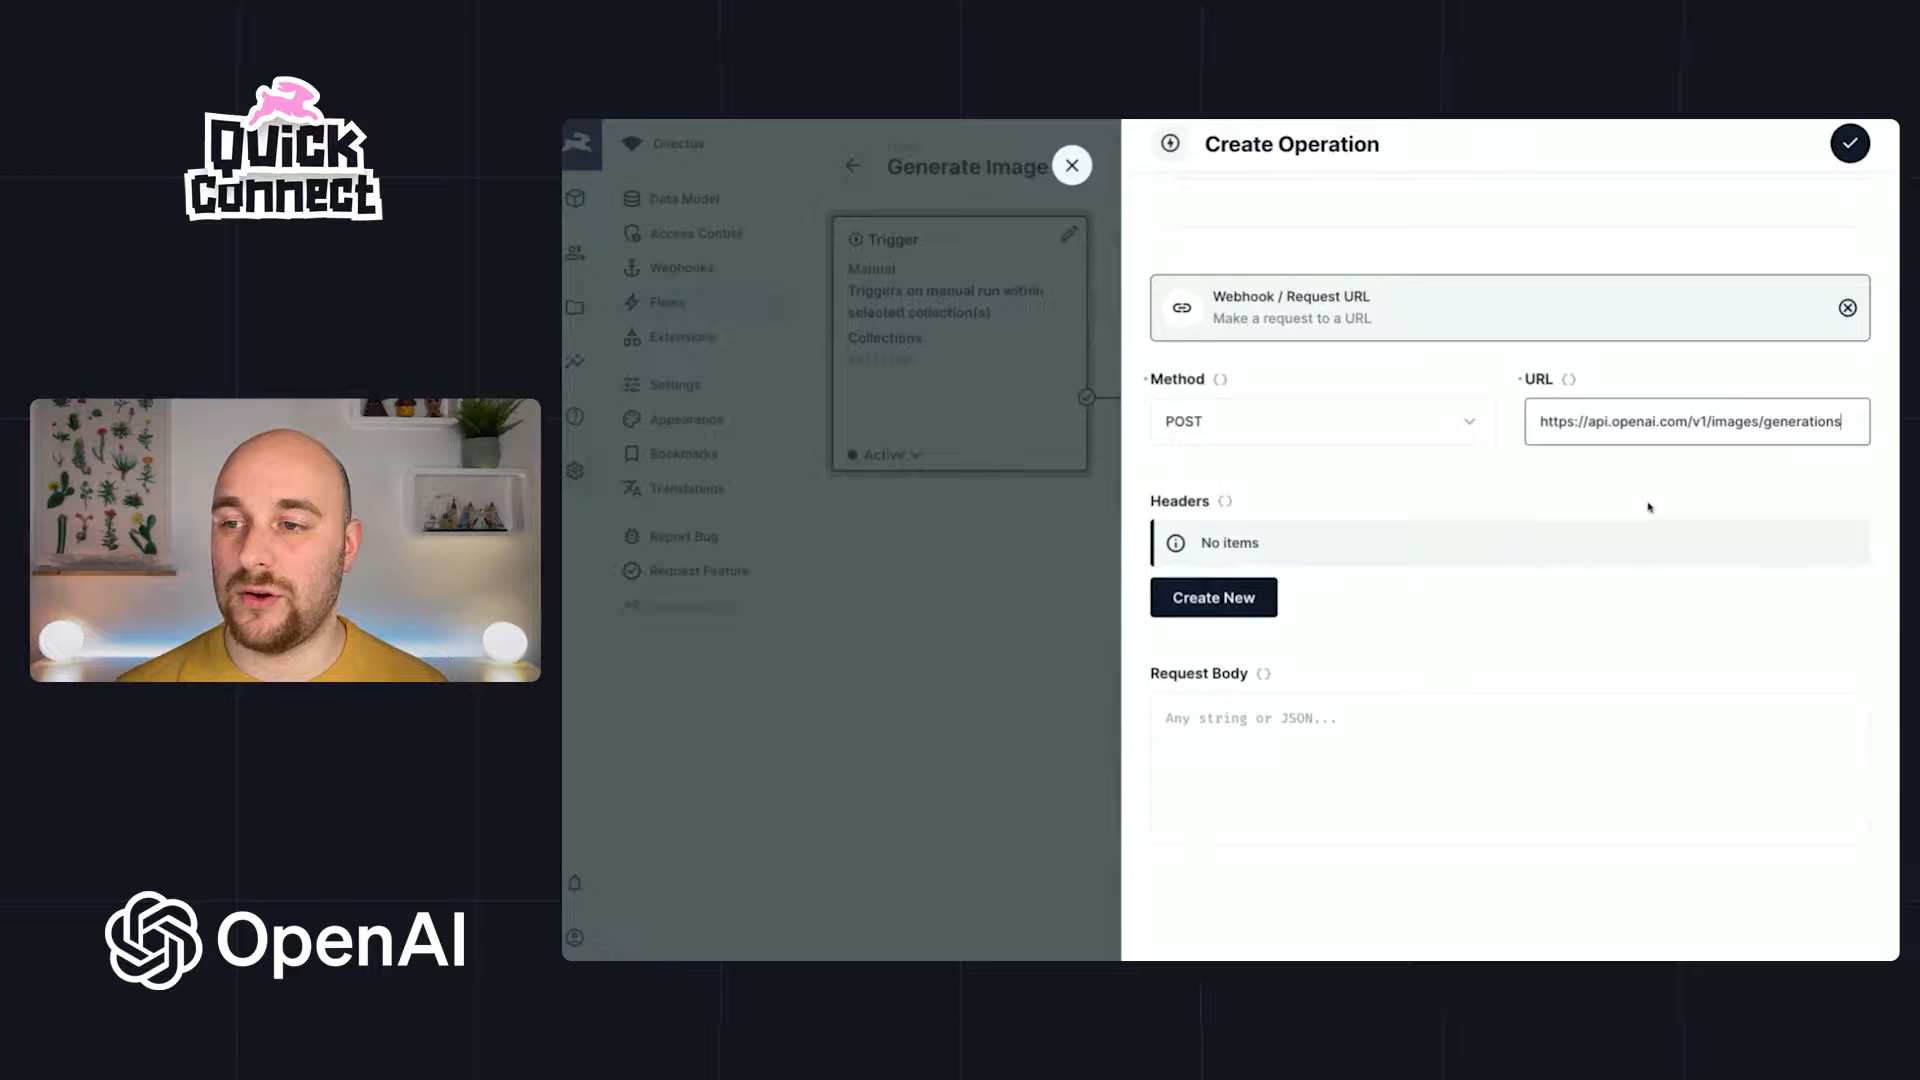 Quick
Connect
OpenAI
Directus
Data Model
Access Control
Webhooks
Flows
Extensions
Settings
Appearance
Bookmarks
Translations
Report Bug
Request Feature
Generate Image
Trigger
Manual
Triggers on manual run within
selected collection(s)
Collections
Active
Create Operation
Webhook / Request URL
Make a request to a URL
Method
POST
URL
https://api.openai.com/v1/images/generations
Headers
No items
Create New
Request Body
Any string or JSON...